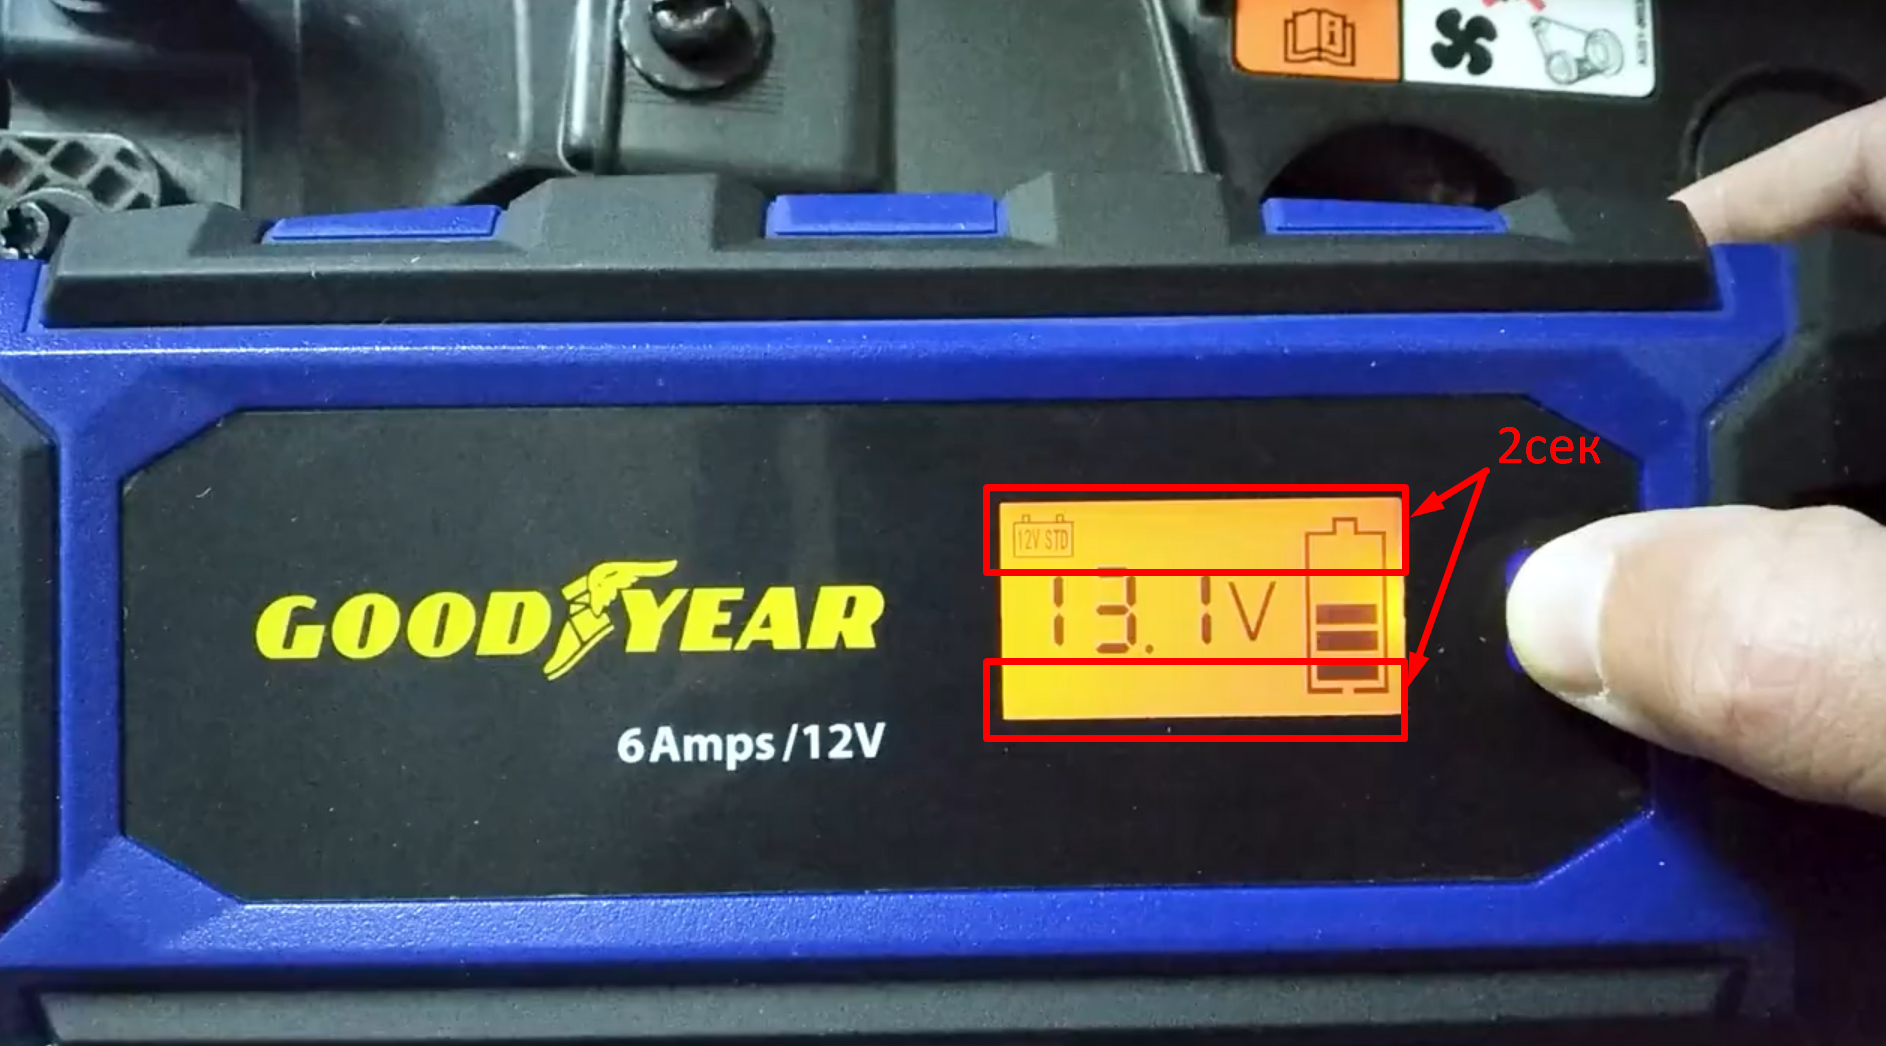 2сек
12V STD
13.1V
GOODYEAR
6Amps/12V